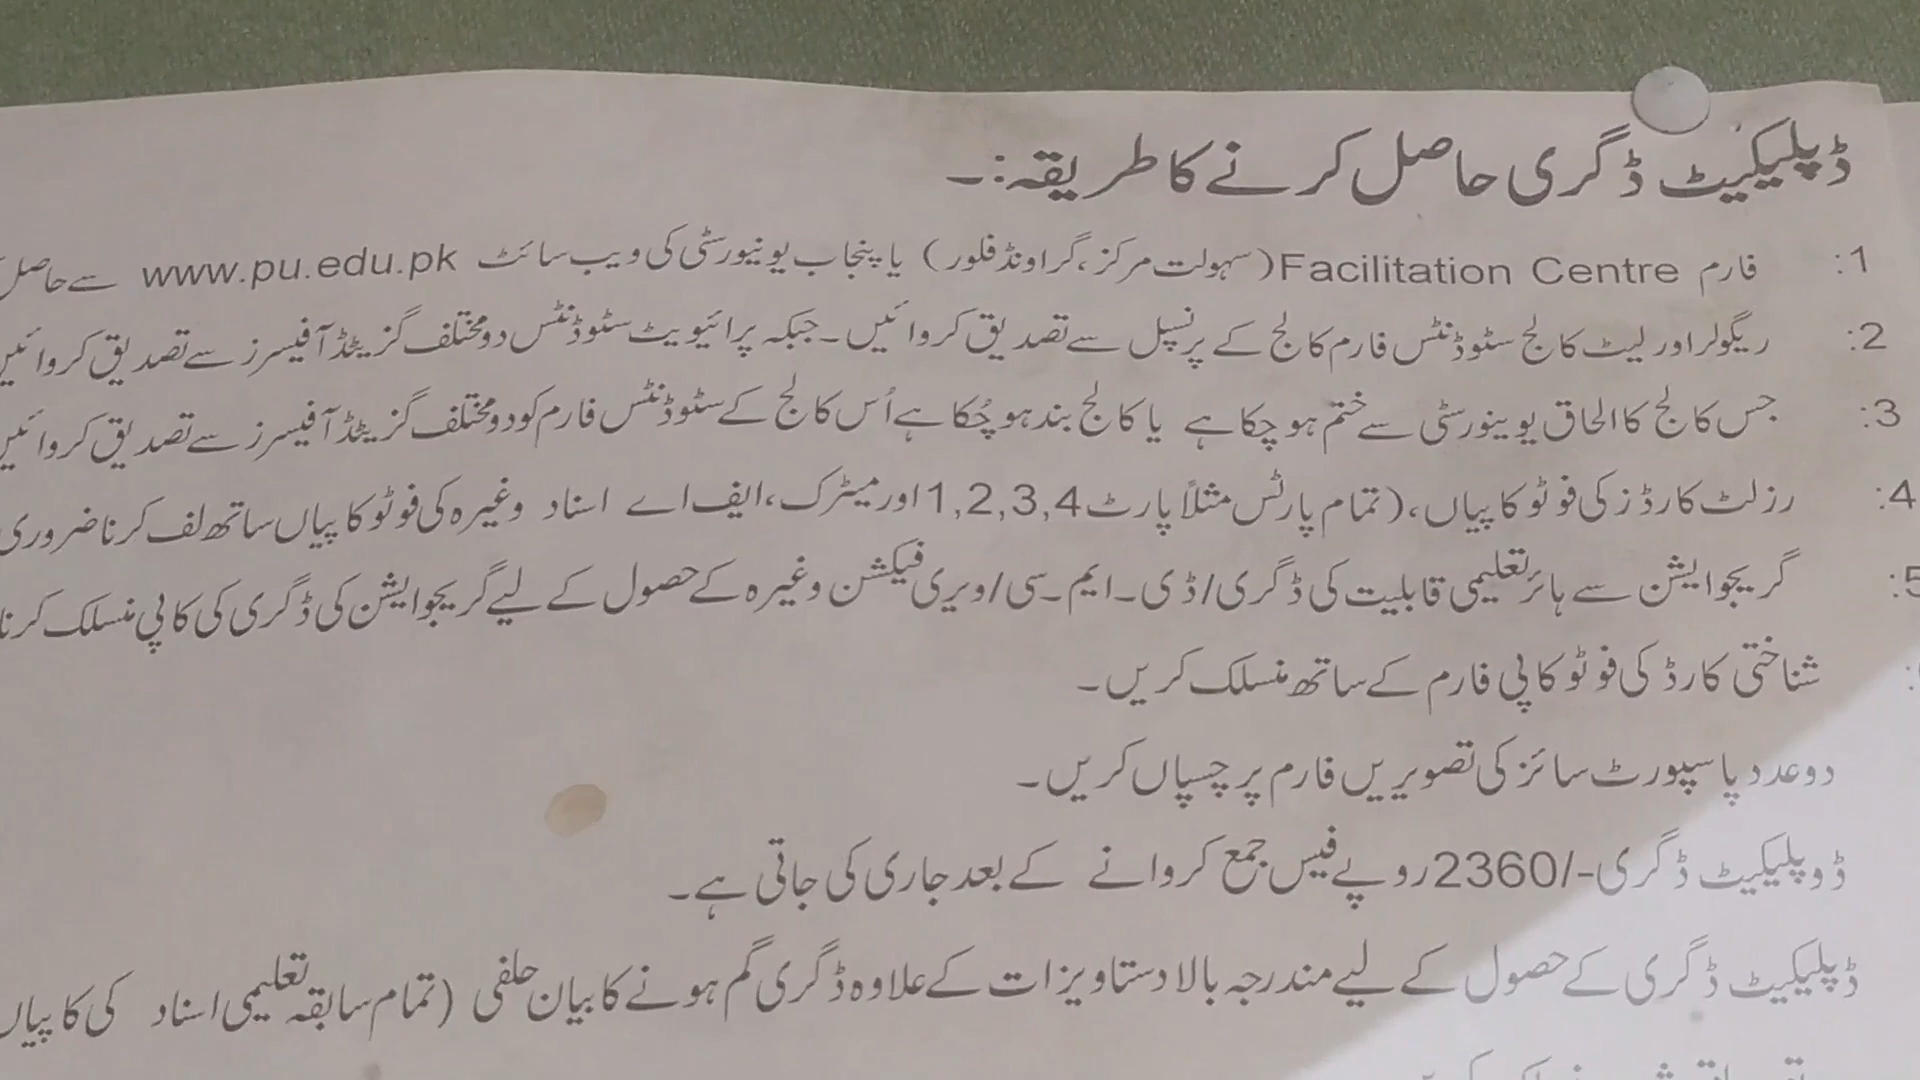 ڈپلیکیٹ ڈگری حاصل کرنے کا طریقہ:۔
1: فارم Facilitation Centre (سہولت مرکز، گراونڈ فلور) یا پنجاب یونیورسٹی کی ویب سائٹ www.pu.edu.pk سے حاصل
2: ریگولر اور لیٹ کالج سٹوڈنٹس فارم کالج کے پرنسپل سے تصدیق کروائیں۔ جبکہ پرائیویٹ سٹوڈنٹس دو مختلف گزیٹڈ آفیسرز سے تصدیق کروائیں
3: جس کالج کا الحاق یوینورسٹی سے ختم ہو چکا ہے یا کالج بند ہو چُکا ہے اُس کالج کے سٹوڈنٹس فارم کو دو مختلف گزیٹڈ آفیسرز سے تصدیق کروائیں
4: رزلٹ کارڈز کی فوٹو کاپیاں، (تمام پارٹس مثلاً پارٹ 1,2,3,4 اور میٹرک، ایف اے اسناد وغیرہ کی فوٹو کاپیاں ساتھ لف کرنا ضروری
5: گریجوایشن سے ہائر تعلیمی قابلیت کی ڈگری/ڈی۔ایم۔سی/ویری فیکشن وغیرہ کے حصول کے لیے گریجوایشن کی ڈگری کی کاپی منسلک کرنا
شناختی کارڈ کی فوٹو کاپی فارم کے ساتھ منسلک کریں۔
دو عدد پاسپورٹ سائز کی تصویریں فارم پر چسپاں کریں۔
ڈوپلیکیٹ ڈگری -/2360 روپے فیس جمع کروانے کے بعد جاری کی جاتی ہے۔
ڈپلیکیٹ ڈگری کے حصول کے لیے مندرجہ بالا دستاویزات کے علاوہ ڈگری گم ہونے کا بیان حلفی (تمام سابقہ تعلیمی اسناد کی کاپیاں